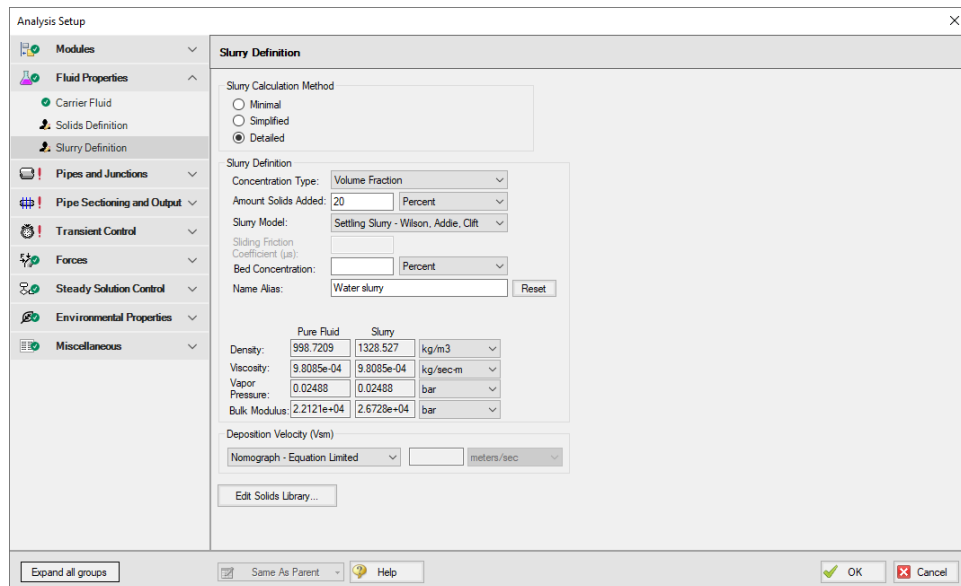 Analysis Setup
Modules
Fluid Properties
Carrier Fluid
Solids Definition
Slurry Definition
Pipes and Junctions
Pipe Sectioning and Output
Transient Control
Forces
Steady Solution Control
Environmental Properties
Miscellaneous
Slurry Definition
Slurry Calculation Method
Minimal
Simplified
Detailed
Slurry Definition
Concentration Type: Volume Fraction
Amount Solids Added: 20 Percent
Slurry Model: Settling Slurry - Wilson, Addie, Clift
Sliding Friction
Coefficient (μs):
Bed Concentration: Percent
Name Alias: Water slurry Reset
Pure Fluid Slurry
Density: 998.7209 1328.527 kg/m3
Viscosity: 9.8085e-04 9.8085e-04 kg/sec-m
Vapor
Pressure: 0.02488 0.02488 bar
Bulk Modulus: 2.2121e+04 2.6728e+04 bar
Deposition Velocity (Vsm)
Nomograph - Equation Limited meters/sec
Edit Solids Library...
Expand all groups Same As Parent Help OK Cancel